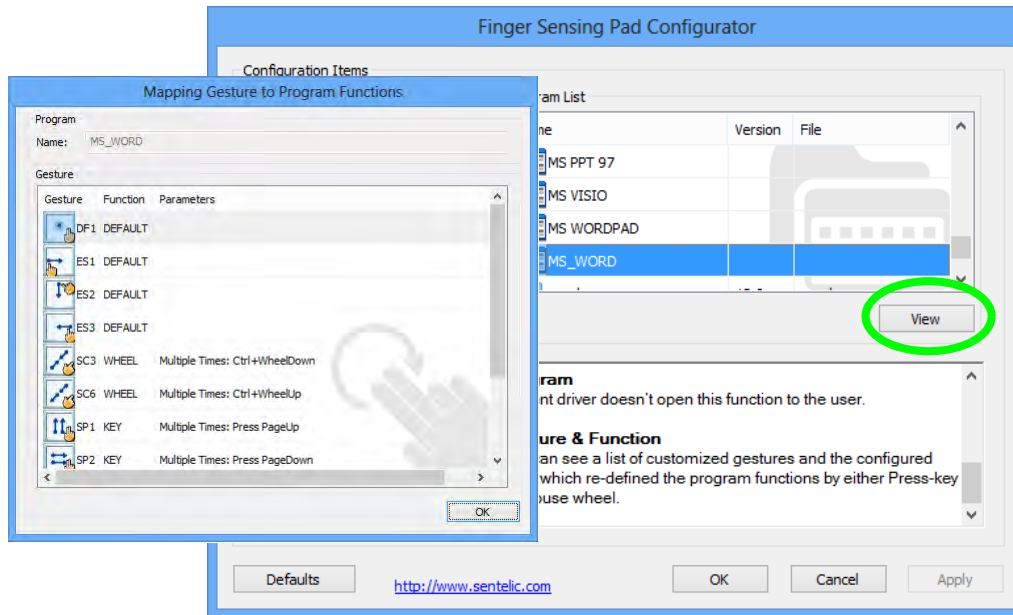 Finger Sensing Pad Configurator
Configuration Items
Mapping Gesture to Program Functions
Program
Name: MS_WORD
Gesture
Gesture Function Parameters
DF1 DEFAULT
ES1 DEFAULT
ES2 DEFAULT
ES3 DEFAULT
SC3 WHEEL Multiple Times: Ctrl+WheelDown
SC6 WHEEL Multiple Times: Ctrl+WheelUp
SP1 KEY Multiple Times: Press PageUp
SP2 KEY Multiple Times: Press PageDown
OK
ram List
me Version File
MS PPT 97
MS VISIO
MS WORDPAD
MS_WORD
View
ram
nt driver doesn't open this function to the user.
ure & Function
an see a list of customized gestures and the configured
which re-defined the program functions by either Press-key
ouse wheel.
Defaults http://www.sentelic.com OK Cancel Apply